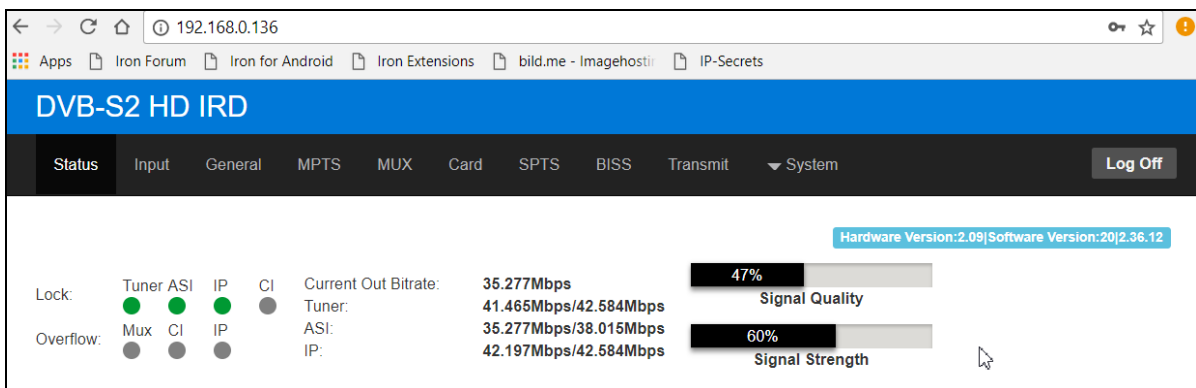 192.168.0.136
Apps Iron Forum Iron for Android Iron Extensions bild.me - Imagehostin IP-Secrets
DVB-S2 HD IRD
Status Input General MPTS MUX Card SPTS BISS Transmit System Log Off
Hardware Version:2.09|Software Version:20|2.36.12
Lock: Tuner ASI IP CI
Overflow: Mux CI IP
Current Out Bitrate: 35.277Mbps
Tuner: 41.465Mbps/42.584Mbps
ASI: 35.277Mbps/38.015Mbps
IP: 42.197Mbps/42.584Mbps
47%
Signal Quality
60%
Signal Strength